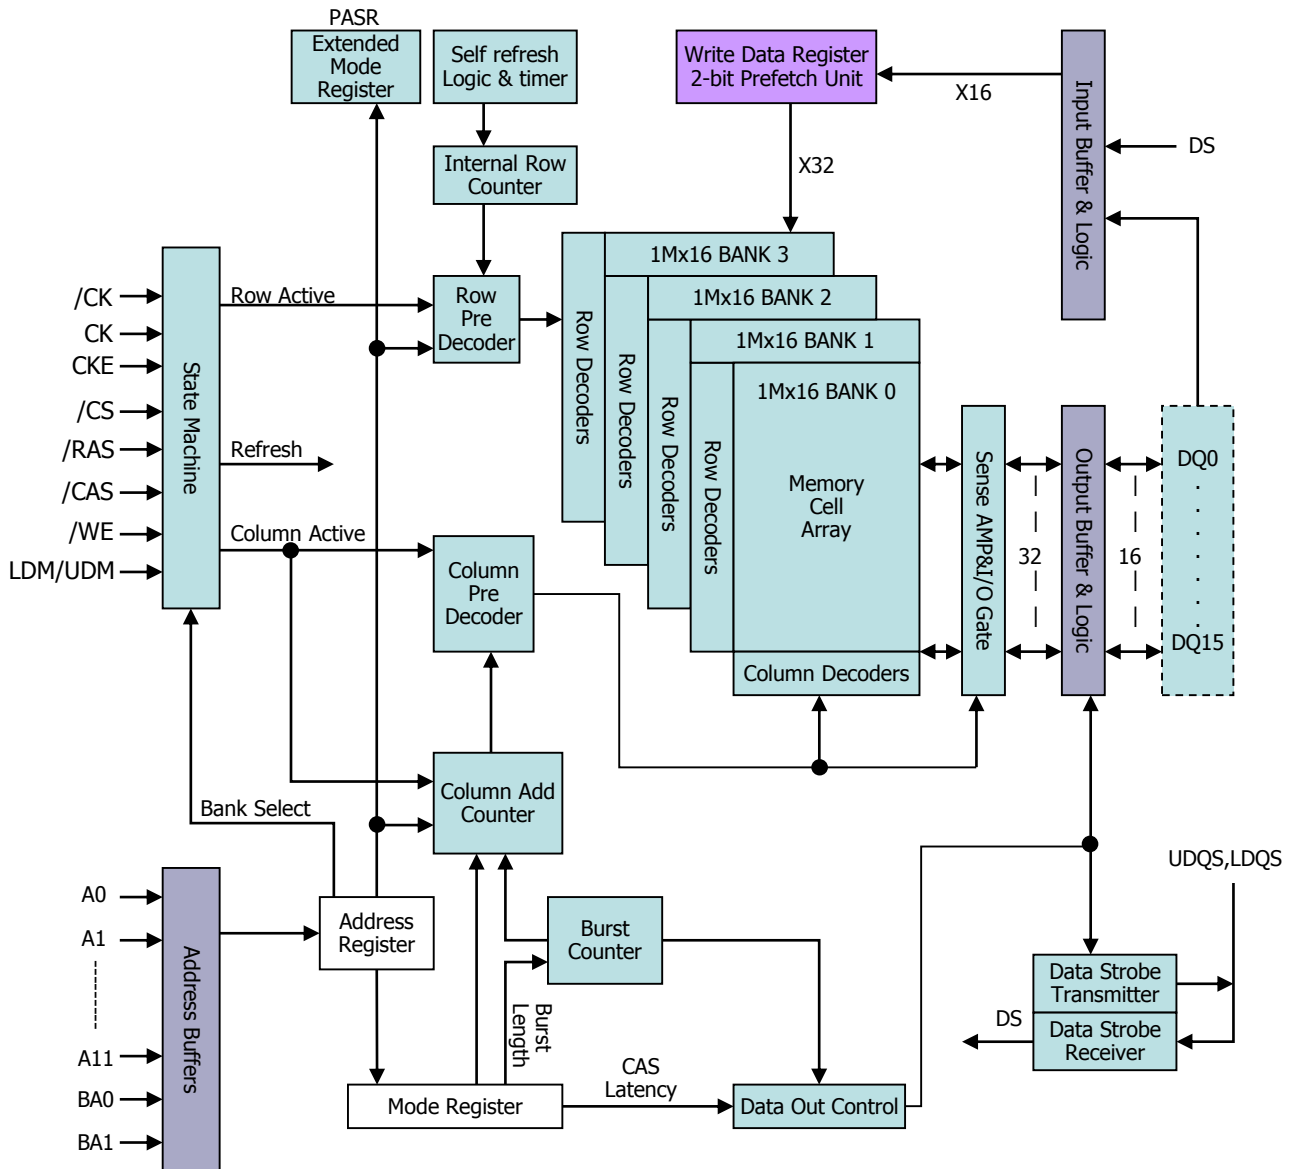 PASR
Extended
Mode
Register
Self refresh
Logic & timer
Write Data Register
2-bit Prefetch Unit
X16
Input Buffer & Logic
DS
Internal Row
Counter
X32
1Mx16 BANK 3
1Mx16 BANK 2
1Mx16 BANK 1
1Mx16 BANK 0
Row Decoders
Row Decoders
Row Decoders
Row Decoders
Row
Pre
Decoder
Row Active
/CK
CK
CKE
/CS
/RAS
/CAS
/WE
LDM/UDM
State Machine
Refresh
Column Active
Memory
Cell
Array
Sense AMP&I/O Gate
32
Output Buffer & Logic
16
DQ0
DQ15
Column
Pre
Decoder
Column Decoders
Column Add
Counter
Bank Select
UDQS,LDQS
A0
A1
A11
BA0
BA1
Address Buffers
Address
Register
Burst
Counter
Burst
Length
Data Strobe
Transmitter
Data Strobe
Receiver
DS
CAS
Latency
Mode Register
Data Out Control